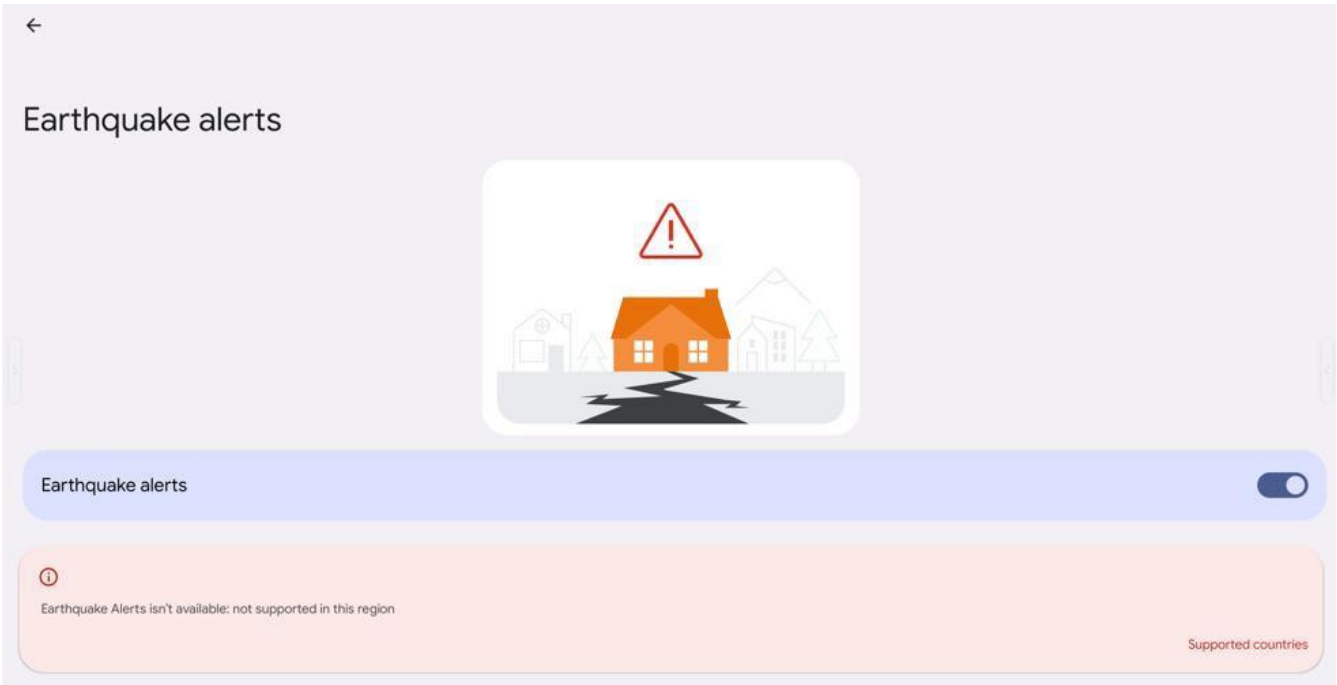 Earthquake alerts
Earthquake alerts
Earthquake Alerts isn't available: not supported in this region
Supported countries